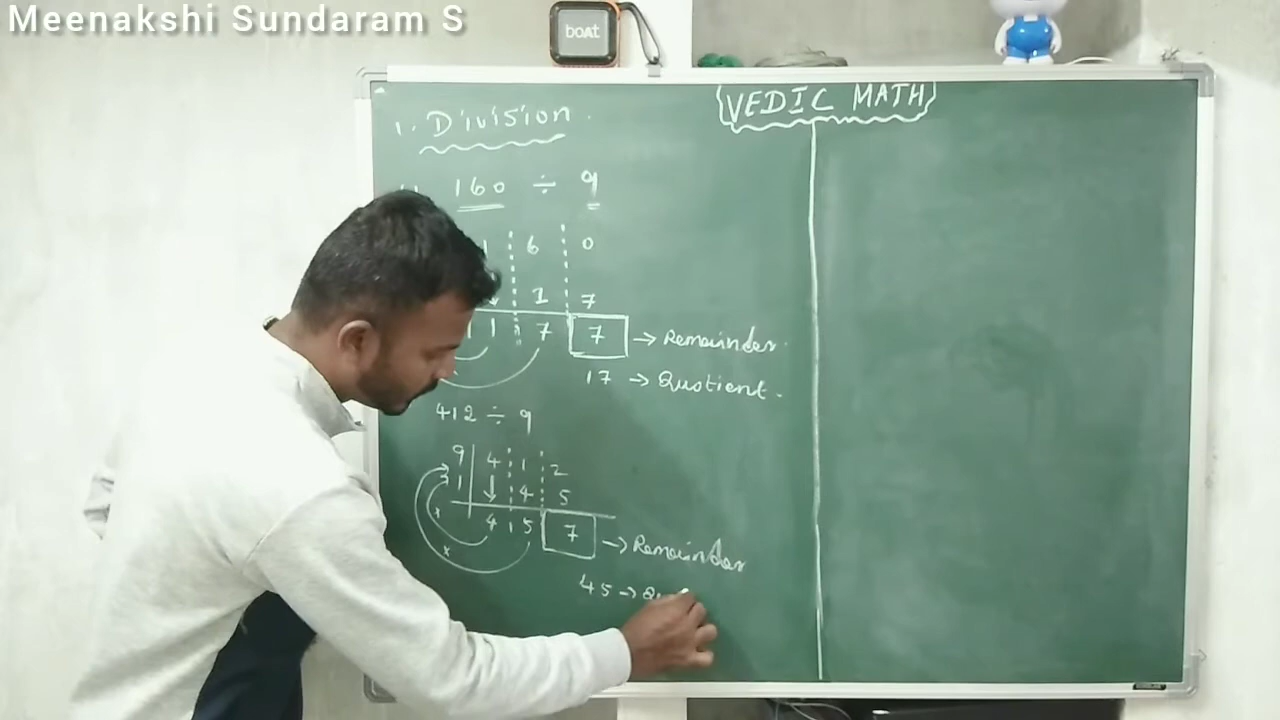 Meenakshi Sundaram S
boAt
VEDIC MATH
1. Division.
160 ÷ 9
1 6 0
1 7
1 1 7 7 → Remainder.
17 → Quotient.
412 ÷ 9
9 4 1 2
1 4 5
4 5 7 → Remainder
45 →